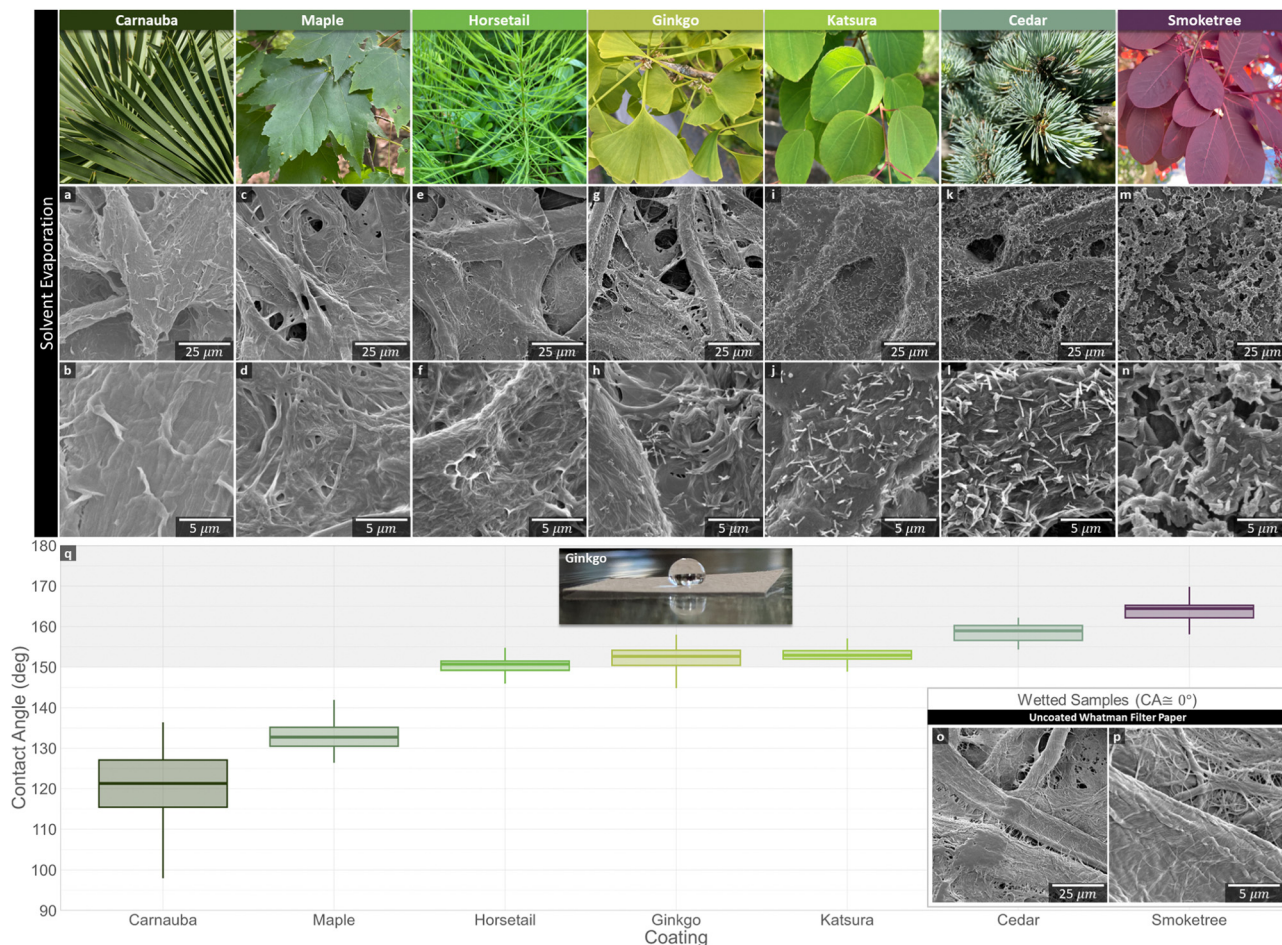 Carnauba
Maple
Horsetail
Ginkgo
Katsura
Cedar
Smoketree
Solvent Evaporation
a
c
e
g
i
k
m
25 μm
25 μm
25 μm
25 μm
25 μm
25 μm
25 μm
b
d
f
h
j
l
n
5 μm
5 μm
5 μm
5 μm
5 μm
5 μm
5 μm
q
Ginkgo
180
170
160
150
140
130
120
110
100
90
Contact Angle (deg)
Wetted Samples (CA≅ 0°)
Uncoated Whatman Filter Paper
o
p
25 μm
5 μm
Carnauba
Maple
Horsetail
Ginkgo
Katsura
Cedar
Smoketree
Coating